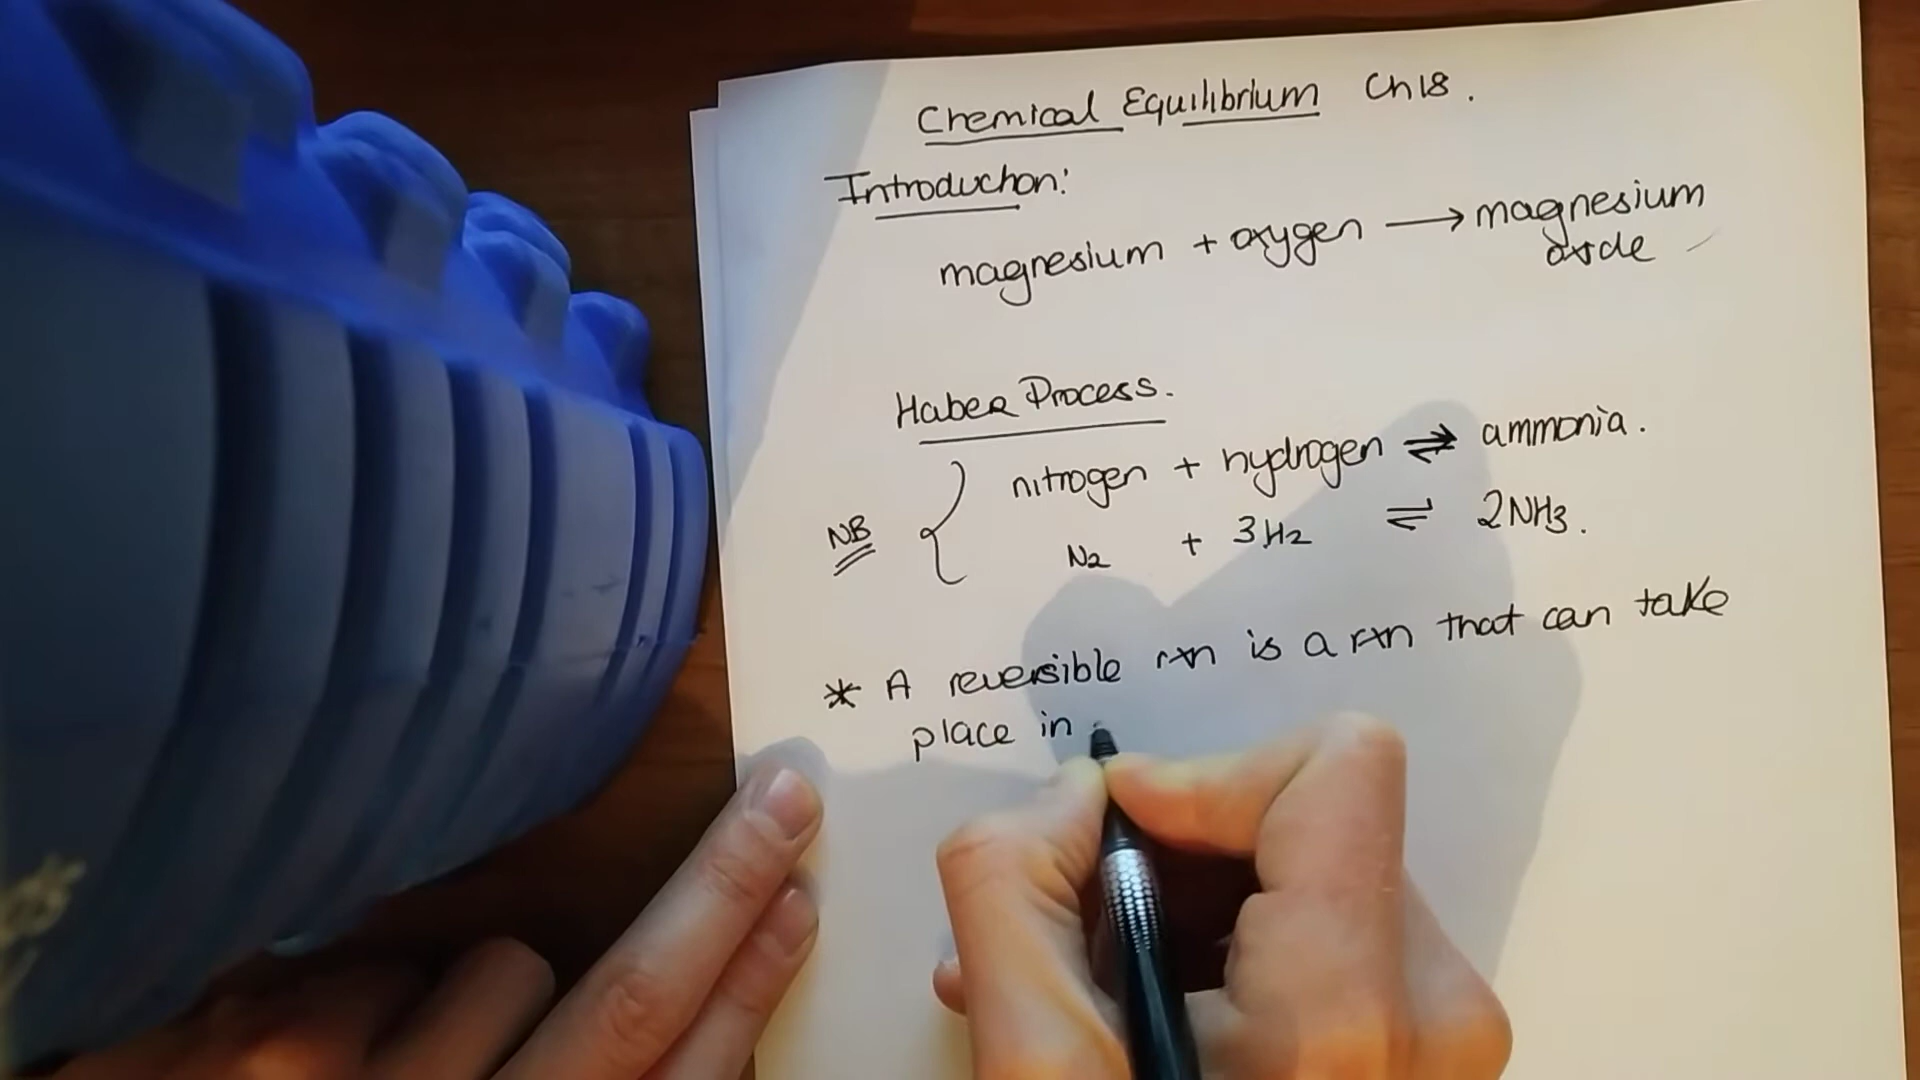 Chemical Equilibrium Ch18.
Introduction:
magnesium + oxygen → magnesium
oxide
Haber Process.
nitrogen + hydrogen ⇌ ammonia.
NB
N2 + 3H2 ⇌ 2NH3.
* A reversible rxn is a rxn that can take
place in